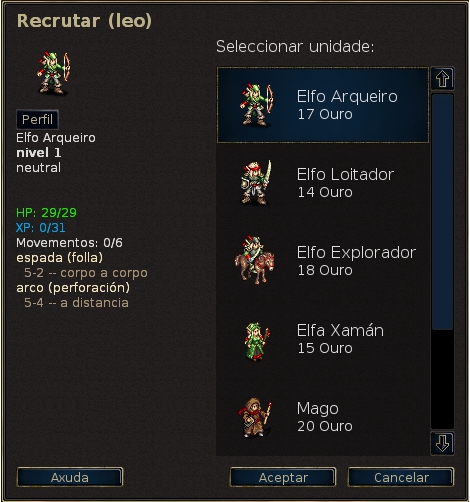 Recrutar (leo)
Perfil
Elfo Arqueiro
nivel 1
neutral
HP: 29/29
XP: 0/31
Movementos: 0/6
espada (folla)
5-2 -- corpo a corpo
arco (perforación)
5-4 -- a distancia
Seleccionar unidade:
Elfo Arqueiro
17 Ouro
Elfo Loitador
14 Ouro
Elfo Explorador
18 Ouro
Elfa Xamán
15 Ouro
Mago
20 Ouro
Axuda
Aceptar
Cancelar